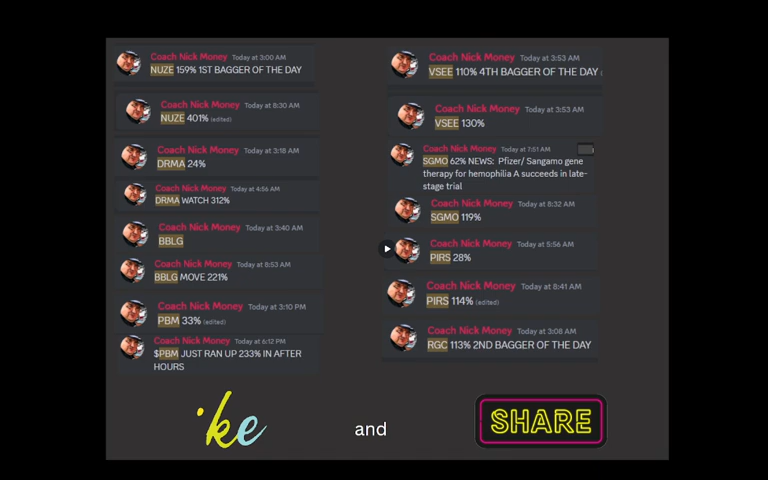 Coach Nick Money Today at 3:00 AM
NUZE 159% 1ST BAGGER OF THE DAY
Coach Nick Money Today at 8:30 AM
NUZE 401% (edited)
Coach Nick Money Today at 3:18 AM
DRMA 24%
Coach Nick Money Today at 4:56 AM
DRMA WATCH 312%
Coach Nick Money Today at 3:40 AM
BBLG
Coach Nick Money Today at 8:53 AM
BBLG MOVE 221%
Coach Nick Money Today at 3:10 PM
PBM 33% (edited)
Coach Nick Money Today at 6:12 PM
$PBM JUST RAN UP 233% IN AFTER
HOURS
Coach Nick Money Today at 3:53 AM
VSEE 110% 4TH BAGGER OF THE DAY
Coach Nick Money Today at 3:53 AM
VSEE 130%
Coach Nick Money Today at 7:51 AM
SGMO 62% NEWS: Pfizer/ Sangamo gene
therapy for hemophilia A succeeds in late-
stage trial
Coach Nick Money Today at 8:32 AM
SGMO 119%
Coach Nick Money Today at 5:56 AM
PIRS 28%
Coach Nick Money Today at 8:41 AM
PIRS 114% (edited)
Coach Nick Money Today at 3:08 AM
RGC 113% 2ND BAGGER OF THE DAY
ke and SHARE